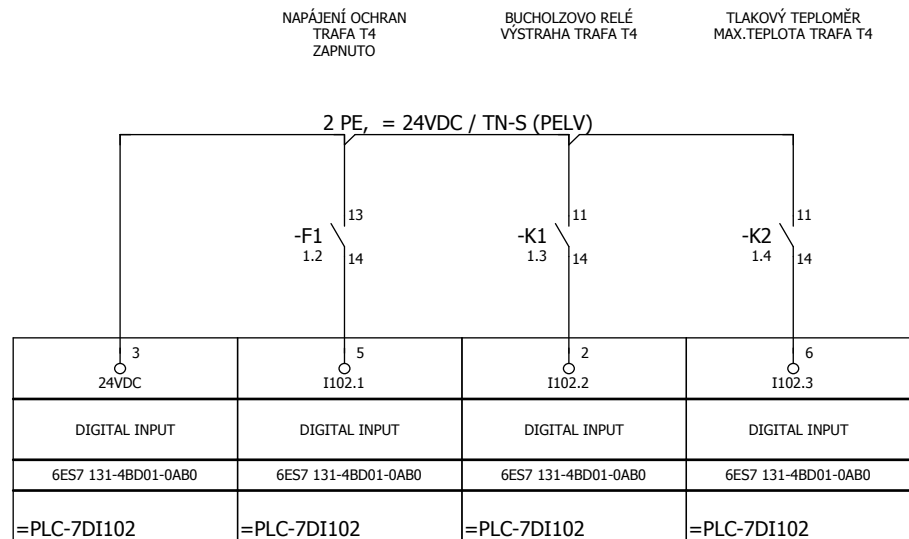 NAPÁJENÍ OCHRAN
TRAFA T4
ZAPNUTO
BUCHOLZOVO RELÉ
VÝSTRAHA TRAFA T4
TLAKOVÝ TEPLOMĚR
MAX.TEPLOTA TRAFA T4
2 PE, = 24VDC / TN-S (PELV)
13
-F1
1.2
14
11
-K1
1.3
14
11
-K2
1.4
14
3
24VDC
5
I102.1
2
I102.2
6
I102.3
DIGITAL INPUT
DIGITAL INPUT
DIGITAL INPUT
DIGITAL INPUT
6ES7 131-4BD01-0AB0
6ES7 131-4BD01-0AB0
6ES7 131-4BD01-0AB0
6ES7 131-4BD01-0AB0
=PLC-7DI102
=PLC-7DI102
=PLC-7DI102
=PLC-7DI102